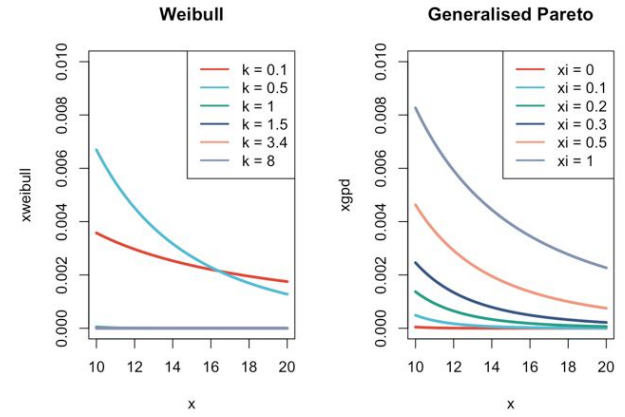 Weibull
xweibull
0.000 0.002 0.004 0.006 0.008 0.010
k = 0.1
k = 0.5
k = 1
k = 1.5
k = 3.4
k = 8
10 12 14 16 18 20
x
Generalised Pareto
xgpd
0.000 0.002 0.004 0.006 0.008 0.010
xi = 0
xi = 0.1
xi = 0.2
xi = 0.3
xi = 0.5
xi = 1
10 12 14 16 18 20
x